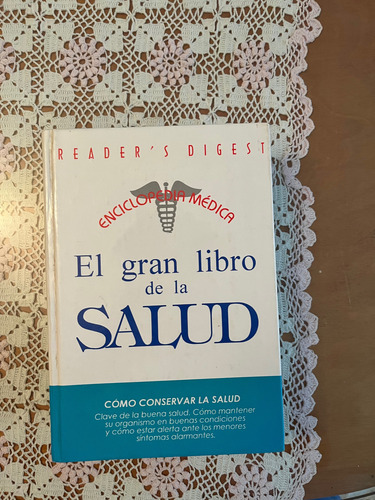 READER'S DIGEST
ENCICLOPEDIA MÉDICA
El gran libro
de la
SALUD
CÓMO CONSERVAR LA SALUD
Clave de la buena salud. Cómo mantener
su organismo en buenas condiciones
y cómo estar alerta ante los menores
síntomas alarmantes.